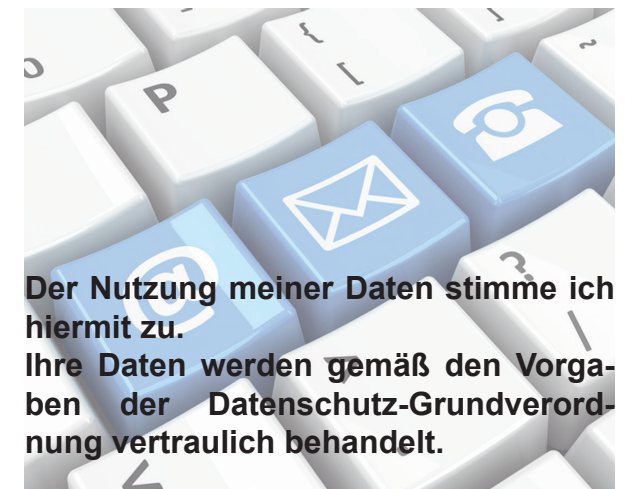 {
[
P
@
?
/
Der Nutzung meiner Daten stimme ich
hiermit zu.
Ihre Daten werden gemäß den Vorga-
ben der Datenschutz-Grundverord-
nung vertraulich behandelt.